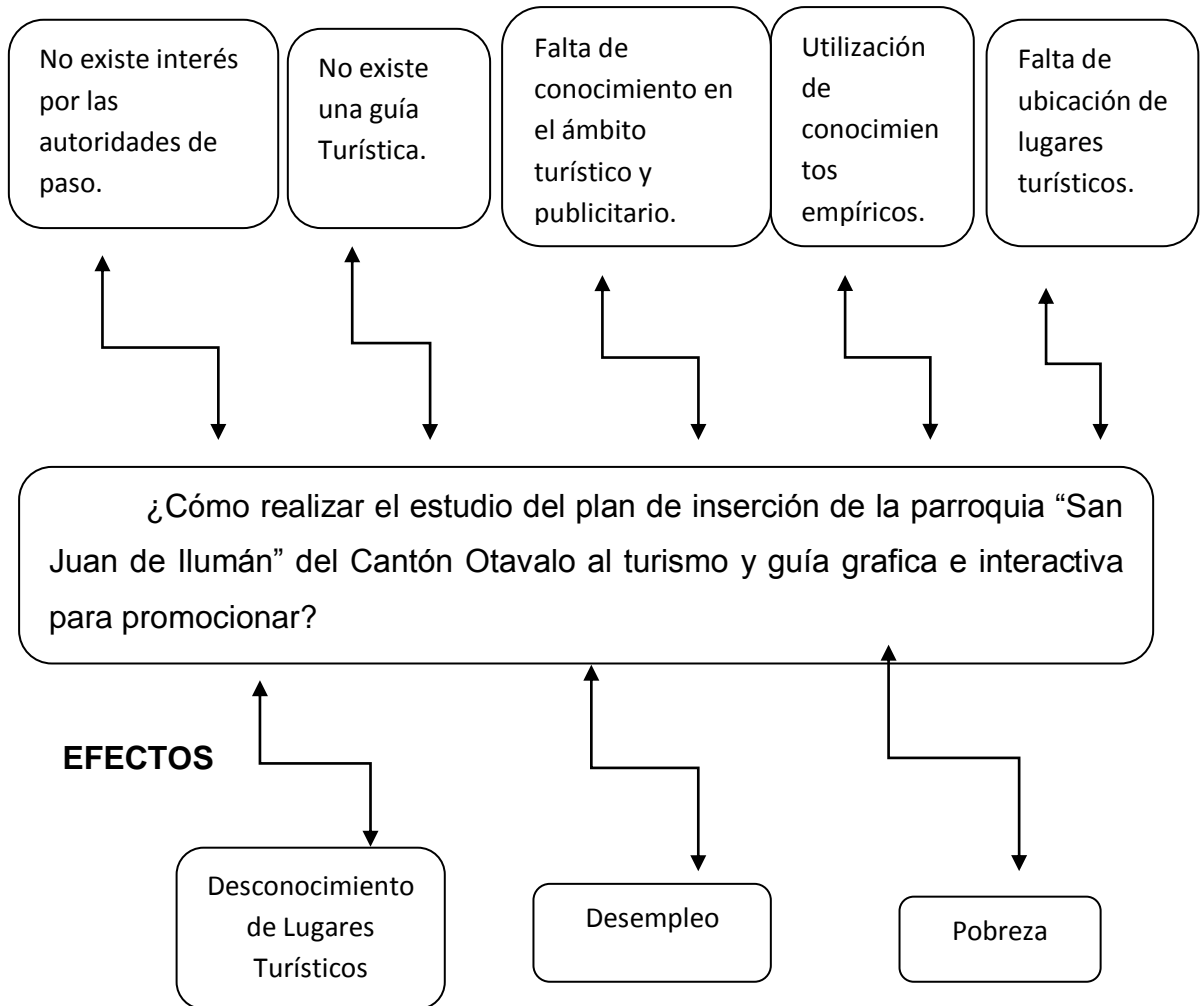 No existe interés
por las
autoridades de
paso.
No existe
una guía
Turística.
Falta de
conocimiento en
el ámbito
turístico y
publicitario.
Utilización
de
conocimien
tos
empíricos.
Falta de
ubicación de
lugares
turísticos.
¿Cómo realizar el estudio del plan de inserción de la parroquia “San
Juan de Ilumán” del Cantón Otavalo al turismo y guía grafica e interactiva
para promocionar?
EFECTOS
Desconocimiento
de Lugares
Turísticos
Desempleo
Pobreza